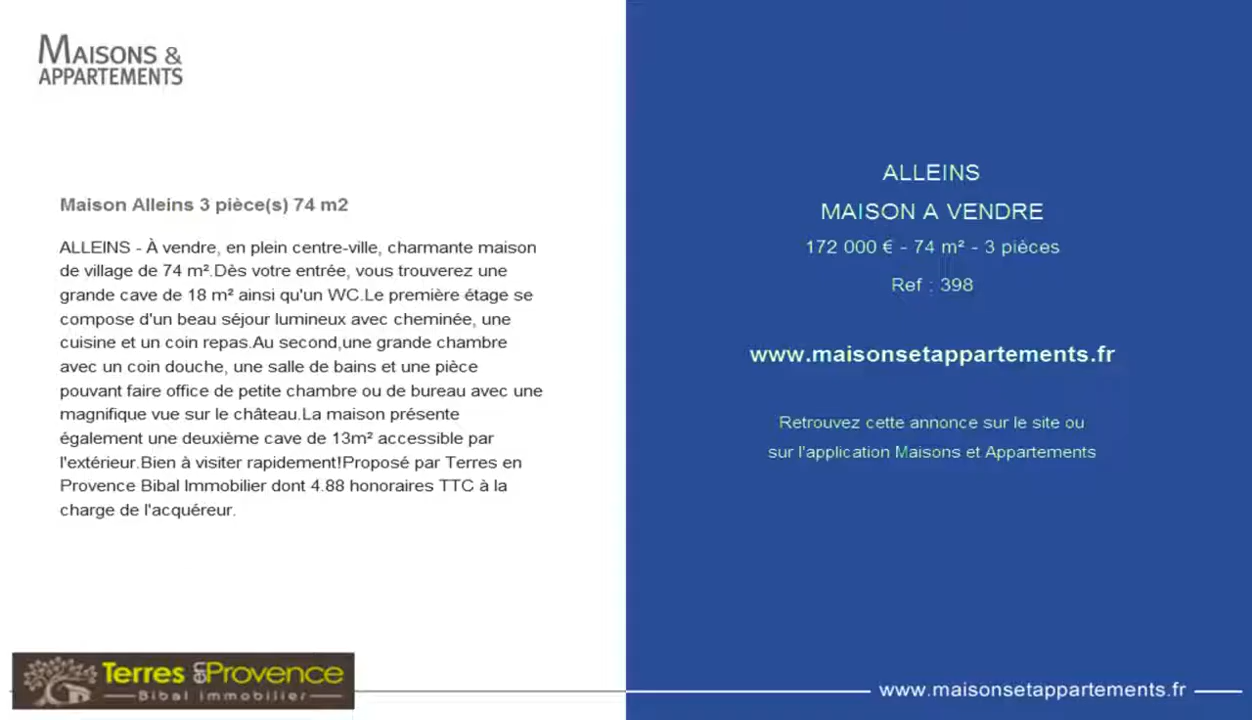 MAISONS &
APPARTEMENTS
Maison Alleins 3 pièce(s) 74 m2
ALLEINS - À vendre, en plein centre-ville, charmante maison
de village de 74 m².Dès votre entrée, vous trouverez une
grande cave de 18 m² ainsi qu'un WC.Le première étage se
compose d'un beau séjour lumineux avec cheminée, une
cuisine et un coin repas.Au second,une grande chambre
avec un coin douche, une salle de bains et une pièce
pouvant faire office de petite chambre ou de bureau avec une
magnifique vue sur le château.La maison présente
également une deuxième cave de 13m² accessible par
l'extérieur.Bien à visiter rapidement!Proposé par Terres en
Provence Bibal Immobilier dont 4.88 honoraires TTC à la
charge de l'acquéreur.
Terres en Provence
Bibal Immobilier
ALLEINS
MAISON A VENDRE
172 000 € - 74 m² - 3 pièces
Ref : 398
www.maisonsetappartements.fr
Retrouvez cette annonce sur le site ou
sur l'application Maisons et Appartements
www.maisonsetappartements.fr